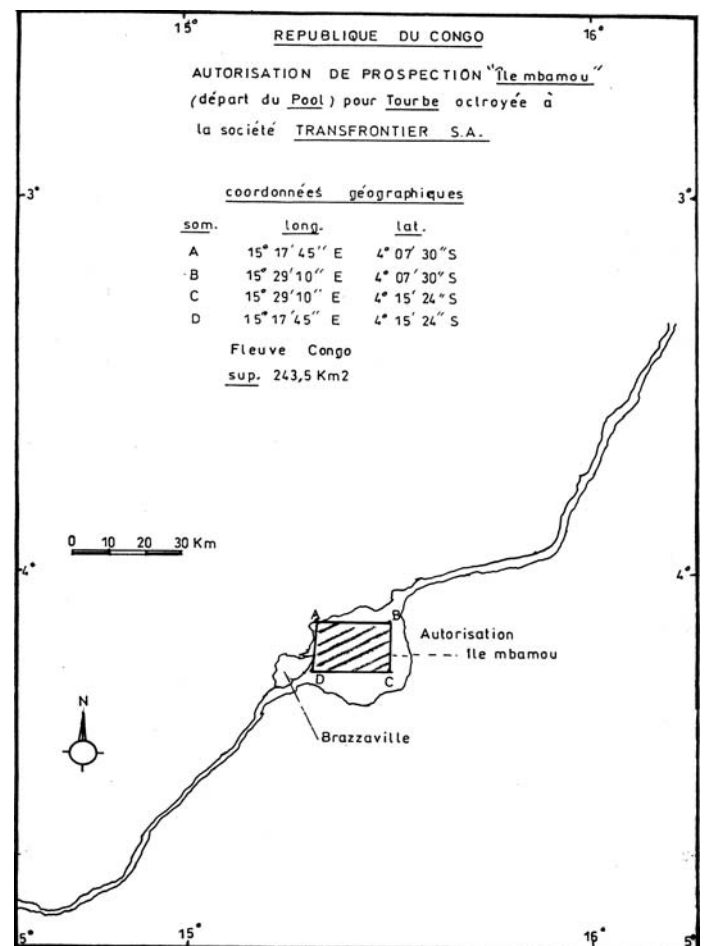 15° 16°
REPUBLIQUE DU CONGO
AUTORISATION DE PROSPECTION "Île mbamou"
(départ du Pool) pour Tourbe octroyée à
la société TRANSFRONTIER S.A.
3° 3°
coordonnées géographiques
som. long. lat.
A 15° 17' 45'' E 4° 07' 30" S
B 15° 29' 10'' E 4° 07' 30" S
C 15° 29' 10'' E 4° 15' 24" S
D 15° 17' 45'' E 4° 15' 24" S
Fleuve Congo
sup. 243,5 Km2
0 10 20 30 Km
4° 4°
A B
Autorisation
île mbamou
D C
N
Brazzaville
5° 15° 16° 5°